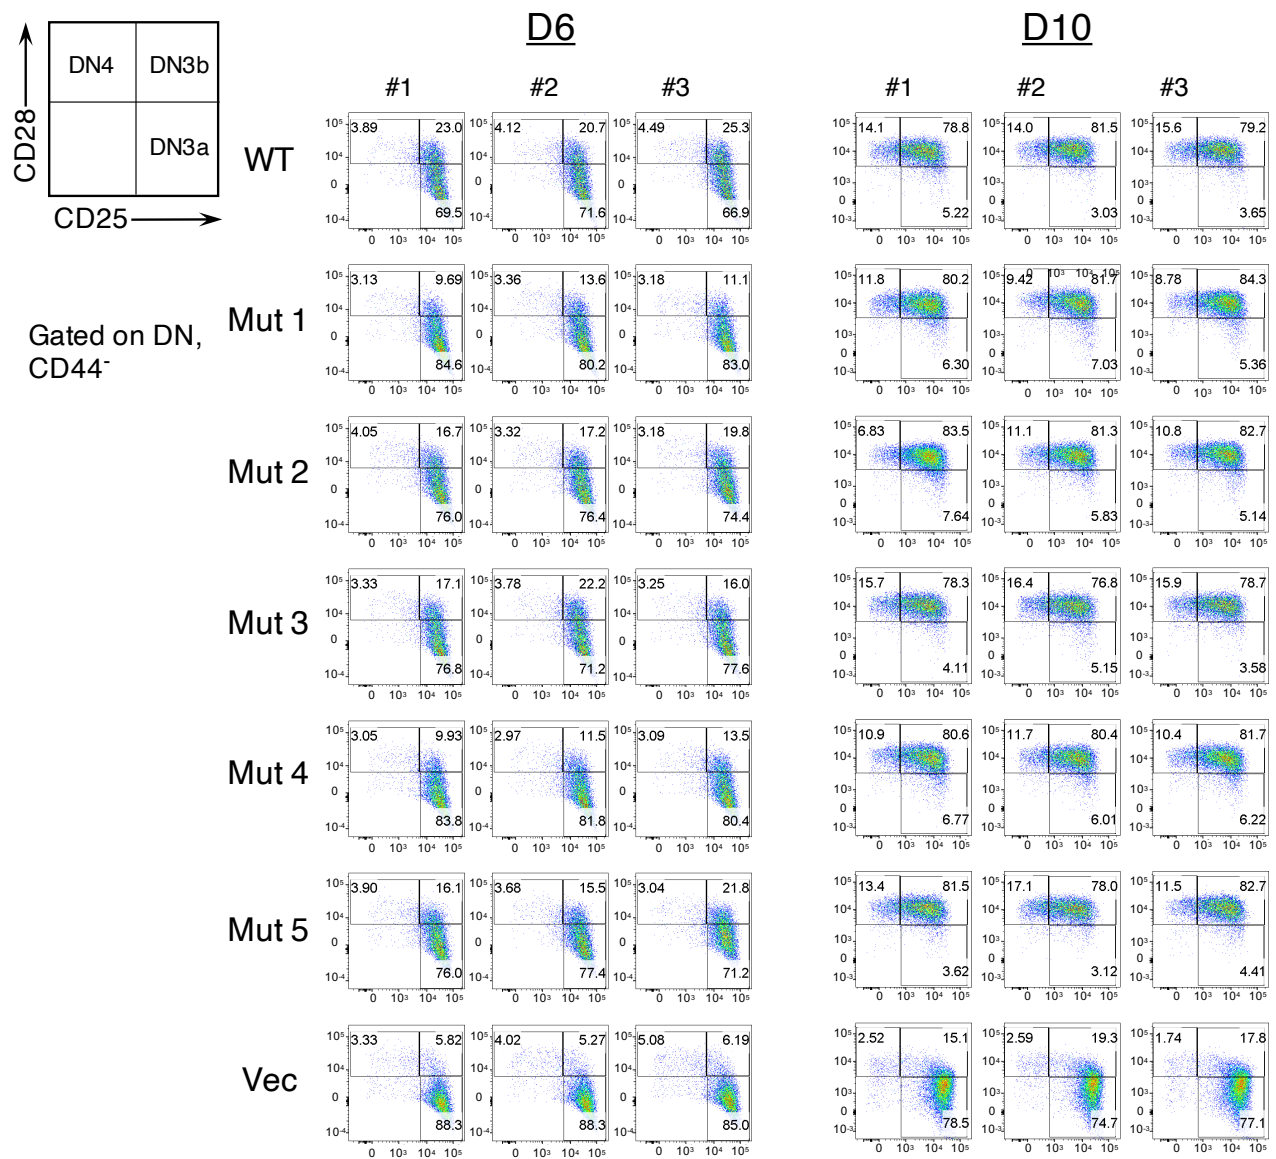 D6 D10
#1 #2 #3 #1 #2 #3
CD28
DN4 DN3b
DN3a
CD25
Gated on DN,
CD44-
WT
3.89 23.0 4.12 20.7 4.49 25.3 14.1 78.8 14.0 81.5 15.6 79.2
69.5 71.6 66.9 5.22 3.03 3.65
Mut 1
3.13 9.69 3.36 13.6 3.18 11.1 11.8 80.2 9.42 81.7 8.78 84.3
84.6 80.2 83.0 6.30 7.03 5.36
Mut 2
4.05 16.7 3.32 17.2 3.18 19.8 6.83 83.5 11.1 81.3 10.8 82.7
76.0 76.4 74.4 7.64 5.83 5.14
Mut 3
3.33 17.1 3.78 22.2 3.25 16.0 15.7 78.3 16.4 76.8 15.9 78.7
76.8 71.2 77.6 4.11 5.15 3.58
Mut 4
3.05 9.93 2.97 11.5 3.09 13.5 10.9 80.6 11.7 80.4 10.4 81.7
83.8 81.8 80.4 6.77 6.01 6.22
Mut 5
3.90 16.1 3.68 15.5 3.04 21.8 13.4 81.5 17.1 78.0 11.5 82.7
76.0 77.4 71.2 3.62 3.12 4.41
Vec
3.33 5.82 4.02 5.27 5.08 6.19 2.52 15.1 2.59 19.3 1.74 17.8
88.3 88.3 85.0 78.5 74.7 77.1